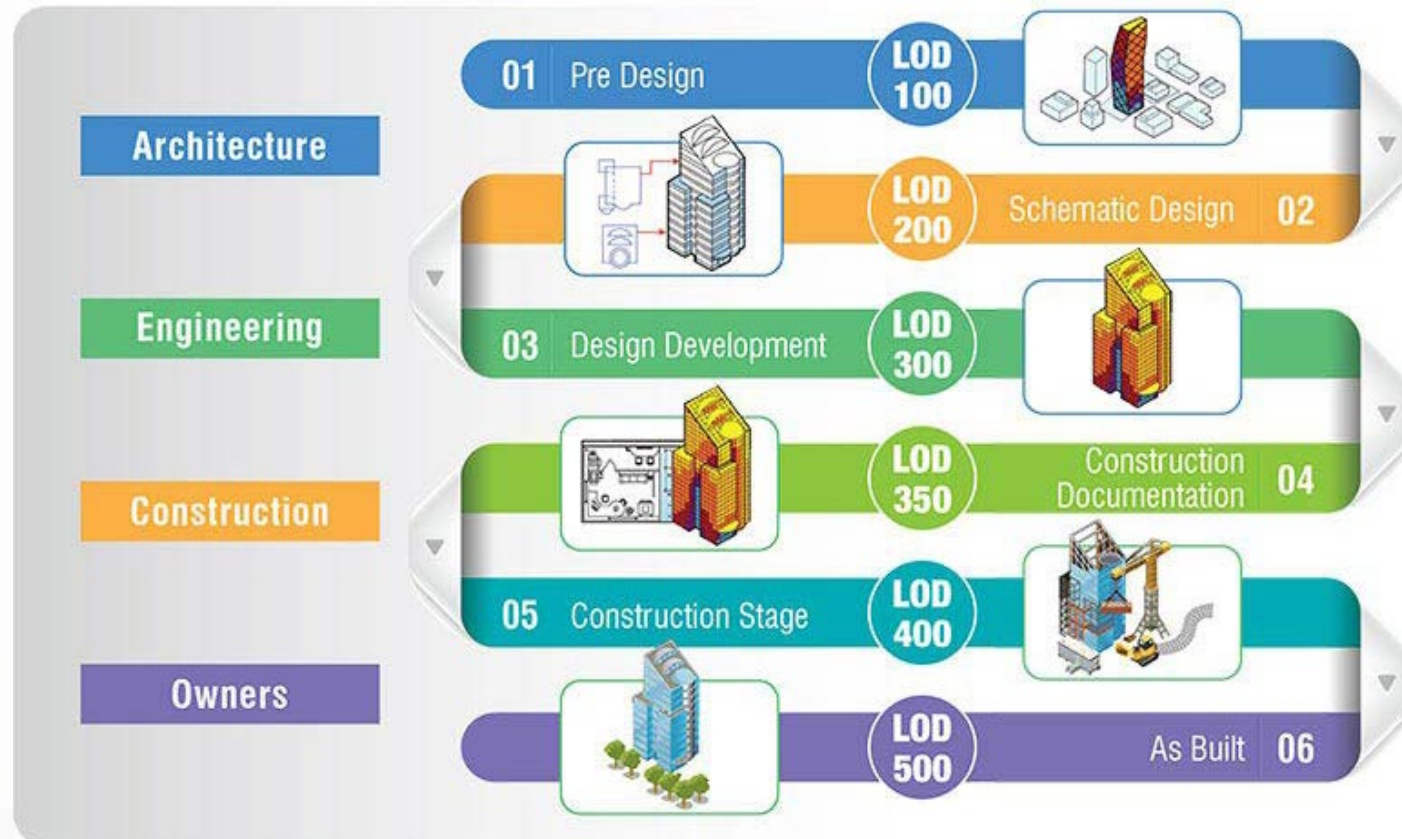 Architecture
Engineering
Construction
Owners
01 Pre Design
LOD
100
LOD
200
Schematic Design 02
03 Design Development
LOD
300
LOD
350
Construction
Documentation 04
05 Construction Stage
LOD
400
LOD
500
As Built 06